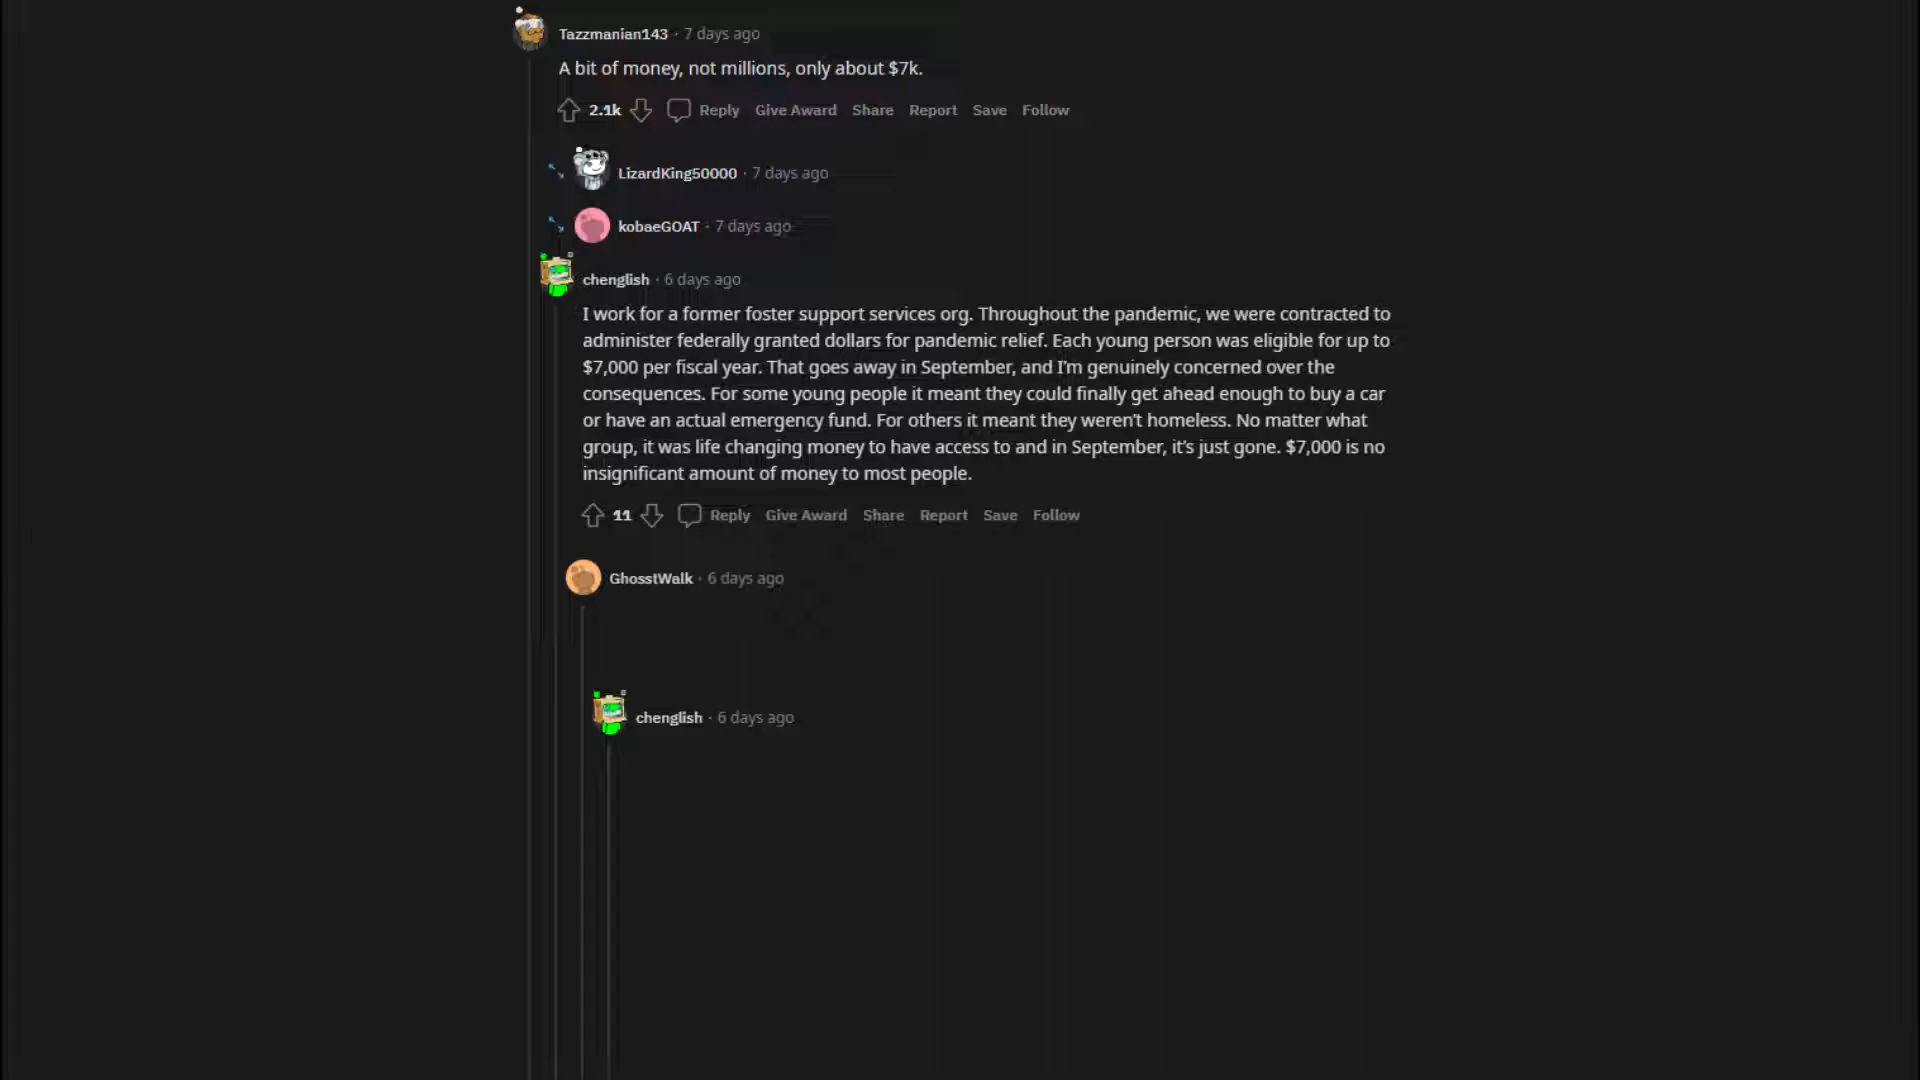 Tazzmanian143 · 7 days ago
A bit of money, not millions, only about $7k.
2.1k Reply Give Award Share Report Save Follow
LizardKing50000 · 7 days ago
kobaeGOAT · 7 days ago
chenglish · 6 days ago
I work for a former foster support services org. Throughout the pandemic, we were contracted to
administer federally granted dollars for pandemic relief. Each young person was eligible for up to
$7,000 per fiscal year. That goes away in September, and I'm genuinely concerned over the
consequences. For some young people it meant they could finally get ahead enough to buy a car
or have an actual emergency fund. For others it meant they weren't homeless. No matter what
group, it was life changing money to have access to and in September, it's just gone. $7,000 is no
insignificant amount of money to most people.
11 Reply Give Award Share Report Save Follow
GhosstWalk · 6 days ago
chenglish · 6 days ago